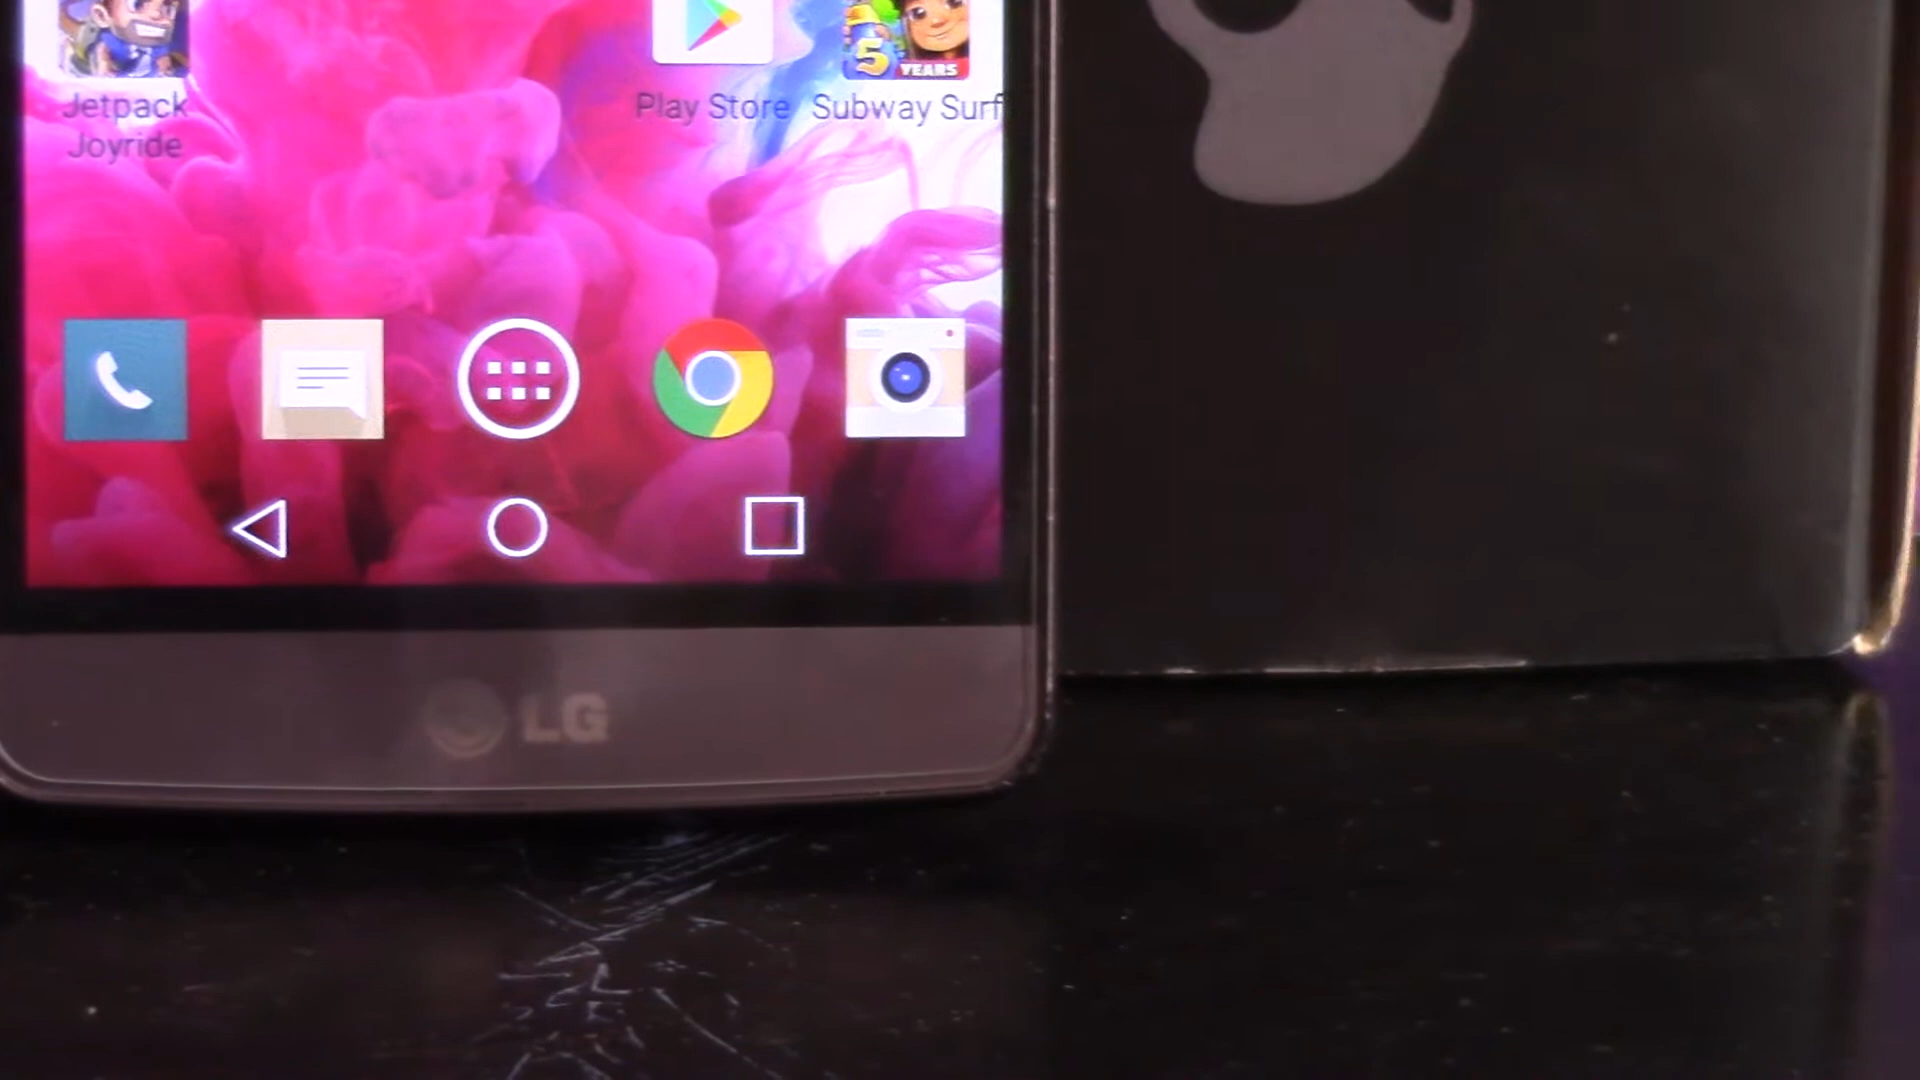 5
YEARS
Jetpack
Joyride
Play Store
Subway Surf
LG